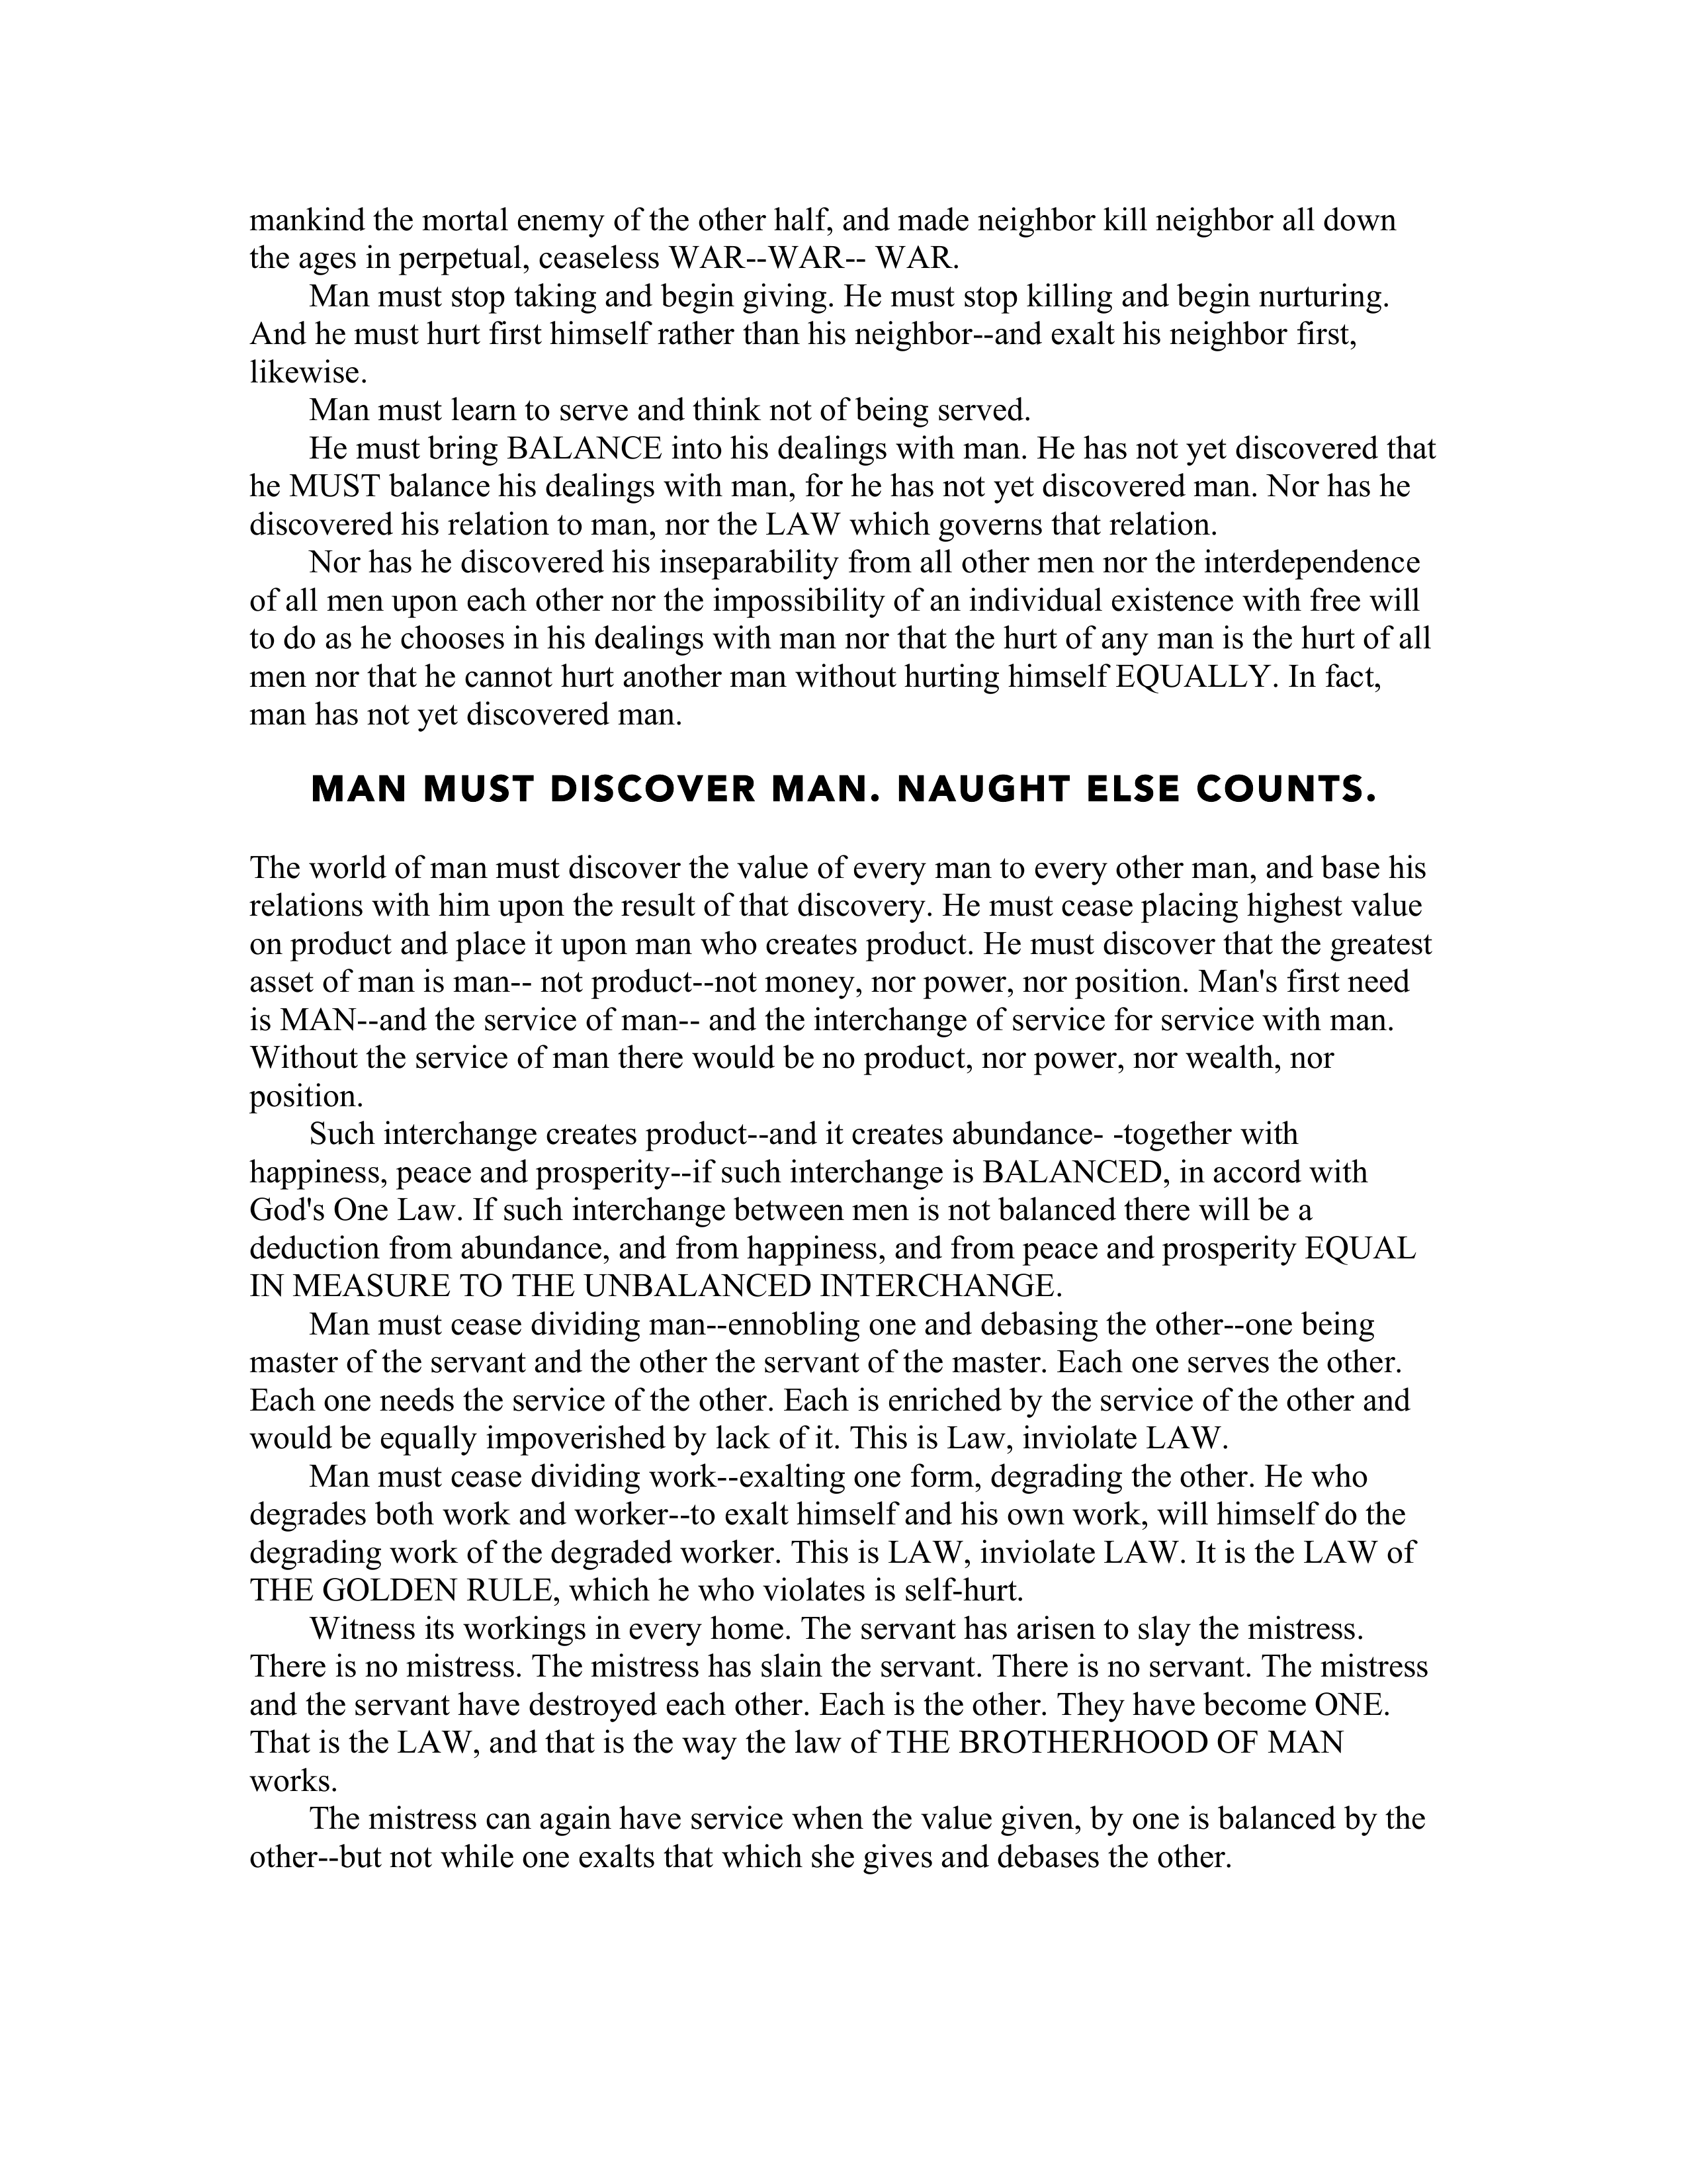 mankind the mortal enemy of the other half, and made neighbor kill neighbor all down
the ages in perpetual, ceaseless WAR--WAR-- WAR.
Man must stop taking and begin giving. He must stop killing and begin nurturing.
And he must hurt first himself rather than his neighbor--and exalt his neighbor first,
likewise.
Man must learn to serve and think not of being served.
He must bring BALANCE into his dealings with man. He has not yet discovered that
he MUST balance his dealings with man, for he has not yet discovered man. Nor has he
discovered his relation to man, nor the LAW which governs that relation.
Nor has he discovered his inseparability from all other men nor the interdependence
of all men upon each other nor the impossibility of an individual existence with free will
to do as he chooses in his dealings with man nor that the hurt of any man is the hurt of all
men nor that he cannot hurt another man without hurting himself EQUALLY. In fact,
man has not yet discovered man.
MAN MUST DISCOVER MAN. NAUGHT ELSE COUNTS.
The world of man must discover the value of every man to every other man, and base his
relations with him upon the result of that discovery. He must cease placing highest value
on product and place it upon man who creates product. He must discover that the greatest
asset of man is man-- not product--not money, nor power, nor position. Man's first need
is MAN--and the service of man-- and the interchange of service for service with man.
Without the service of man there would be no product, nor power, nor wealth, nor
position.
Such interchange creates product--and it creates abundance- -together with
happiness, peace and prosperity--if such interchange is BALANCED, in accord with
God's One Law. If such interchange between men is not balanced there will be a
deduction from abundance, and from happiness, and from peace and prosperity EQUAL
IN MEASURE TO THE UNBALANCED INTERCHANGE.
Man must cease dividing man--ennobling one and debasing the other--one being
master of the servant and the other the servant of the master. Each one serves the other.
Each one needs the service of the other. Each is enriched by the service of the other and
would be equally impoverished by lack of it. This is Law, inviolate LAW.
Man must cease dividing work--exalting one form, degrading the other. He who
degrades both work and worker--to exalt himself and his own work, will himself do the
degrading work of the degraded worker. This is LAW, inviolate LAW. It is the LAW of
THE GOLDEN RULE, which he who violates is self-hurt.
Witness its workings in every home. The servant has arisen to slay the mistress.
There is no mistress. The mistress has slain the servant. There is no servant. The mistress
and the servant have destroyed each other. Each is the other. They have become ONE.
That is the LAW, and that is the way the law of THE BROTHERHOOD OF MAN
works.
The mistress can again have service when the value given, by one is balanced by the
other--but not while one exalts that which she gives and debases the other.